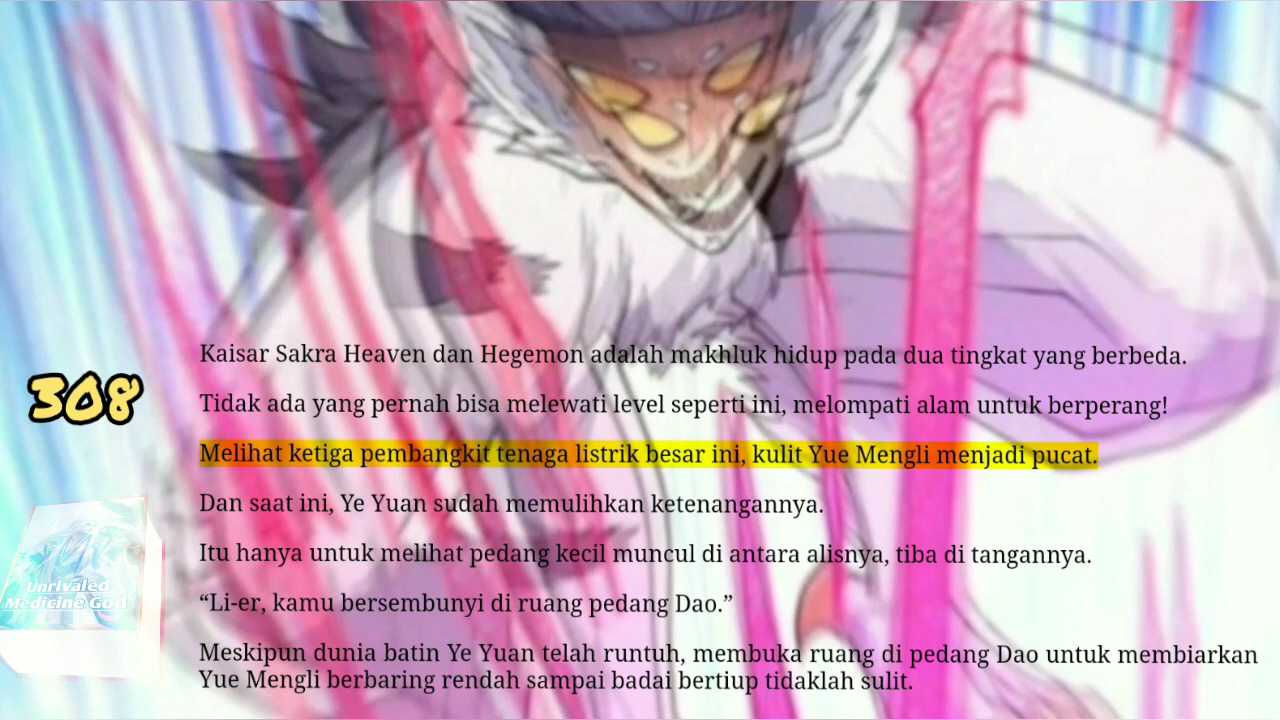 Kaisar Sakra Heaven dan Hegemon adalah makhluk hidup pada dua tingkat yang berbeda.
Tidak ada yang pernah bisa melewati level seperti ini, melompati alam untuk berperang!
308
Melihat ketiga pembangkit tenaga listrik besar ini, kulit Yue Mengli menjadi pucat.
Dan saat ini, Ye Yuan sudah memulihkan ketenangannya.
Itu hanya untuk melihat pedang kecil muncul di antara alisnya, tiba di tangannya.
“Li-er, kamu bersembunyi di ruang pedang Dao.”
Unrivaled
Medicine God
Meskipun dunia batin Ye Yuan telah runtuh, membuka ruang di pedang Dao untuk membiarkan
Yue Mengli berbaring rendah sampai badai bertiup tidaklah sulit.